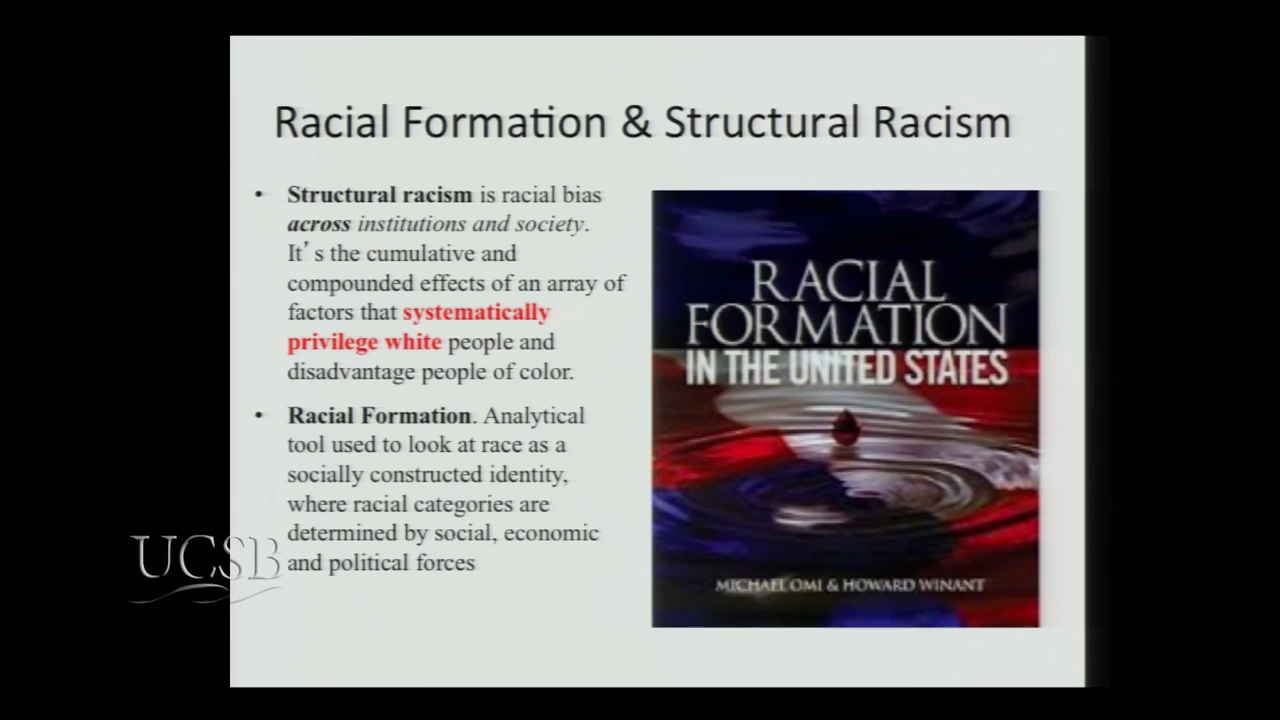 Racial Formation & Structural Racism
• Structural racism is racial bias
across institutions and society.
It's the cumulative and
compounded effects of an array of
factors that systematically
privilege white people and
disadvantage people of color.
• Racial Formation. Analytical
tool used to look at race as a
socially constructed identity,
where racial categories are
determined by social, economic
and political forces
RACIAL
FORMATION
IN THE UNITED STATES
MICHAEL OMI & HOWARD WINANT
UCSB